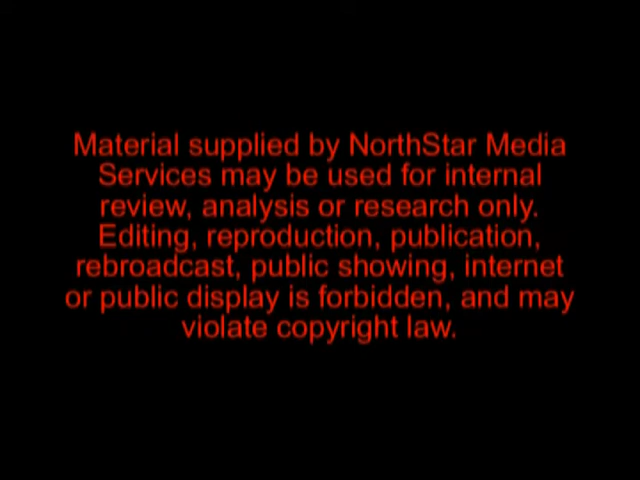 Material supplied by NorthStar Media
Services may be used for internal
review, analysis or research only.
Editing, reproduction, publication,
rebroadcast, public showing, internet
or public display is forbidden, and may
violate copyright law.